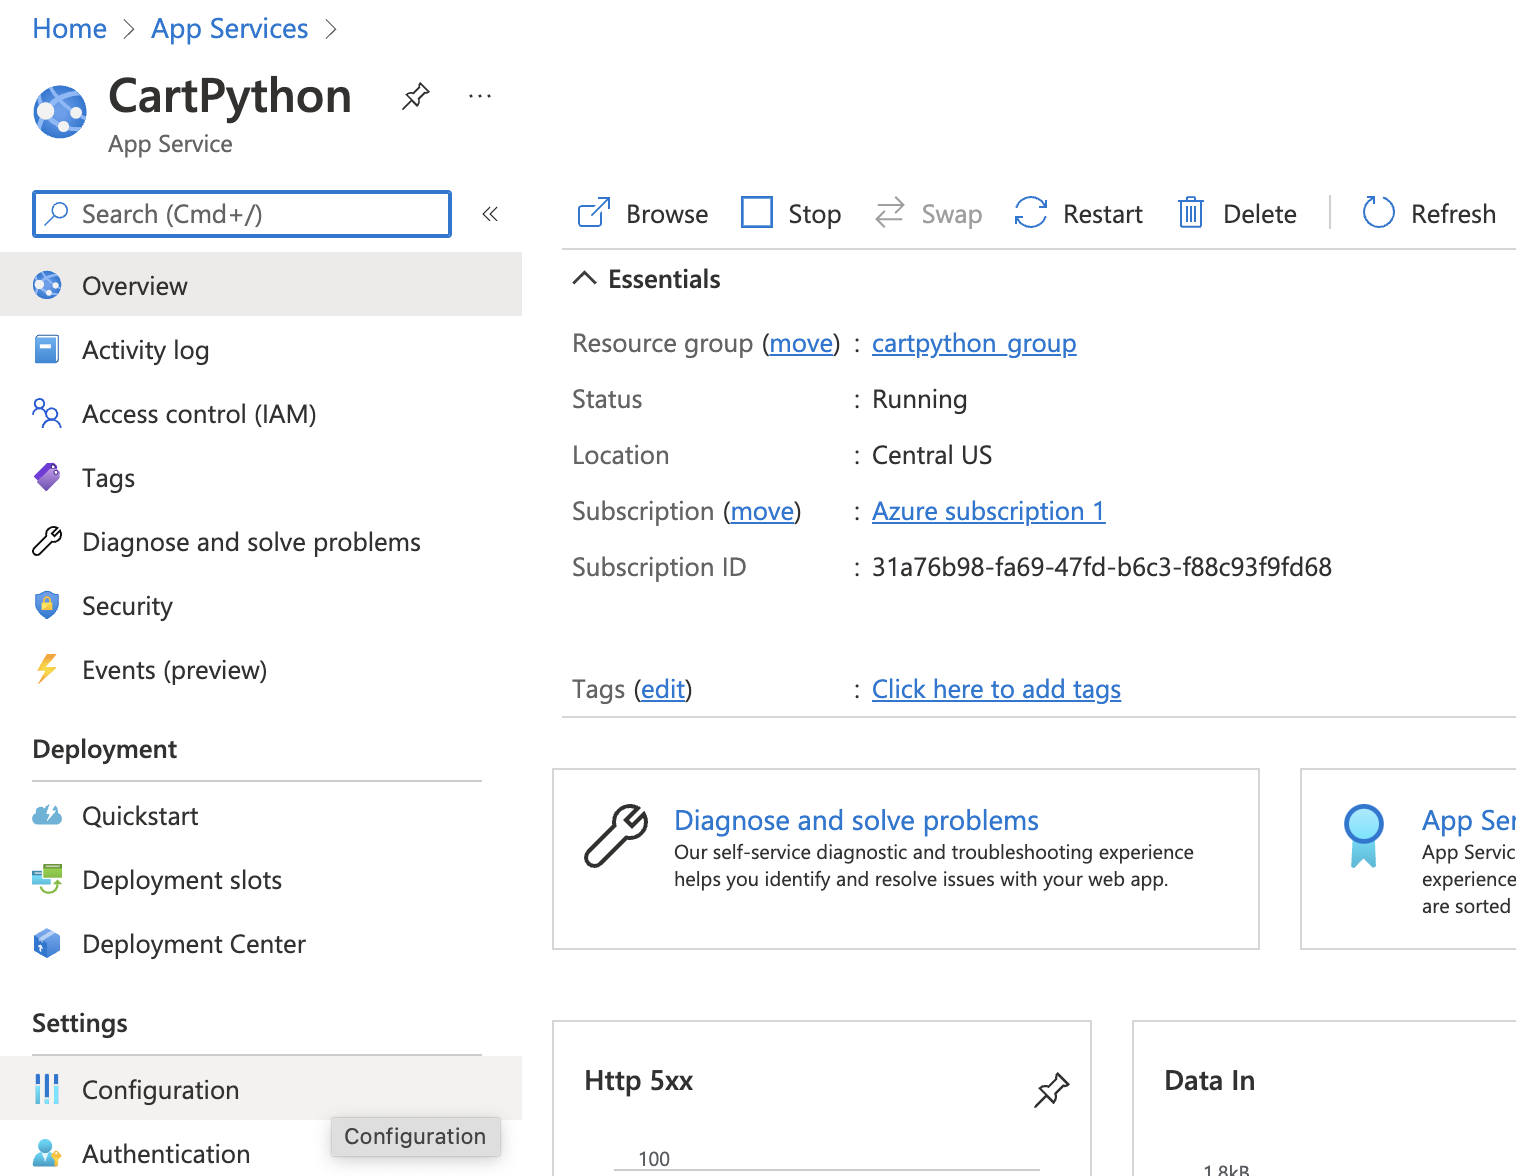 Home > App Services >
CartPython
App Service
Search (Cmd+/)
Overview
Activity log
Access control (IAM)
Tags
Diagnose and solve problems
Security
Events (preview)
Deployment
Quickstart
Deployment slots
Deployment Center
Settings
Configuration
Configuration
Authentication
Browse Stop Swap Restart Delete Refresh
Essentials
Resource group (move) : cartpython_group
Status : Running
Location : Central US
Subscription (move) : Azure subscription 1
Subscription ID : 31a76b98-fa69-47fd-b6c3-f88c93f9fd68
Tags (edit) : Click here to add tags
Diagnose and solve problems
Our self-service diagnostic and troubleshooting experience
helps you identify and resolve issues with your web app.
App Ser
App Servic
experience
are sorted
Http 5xx
100
Data In
1.8kB